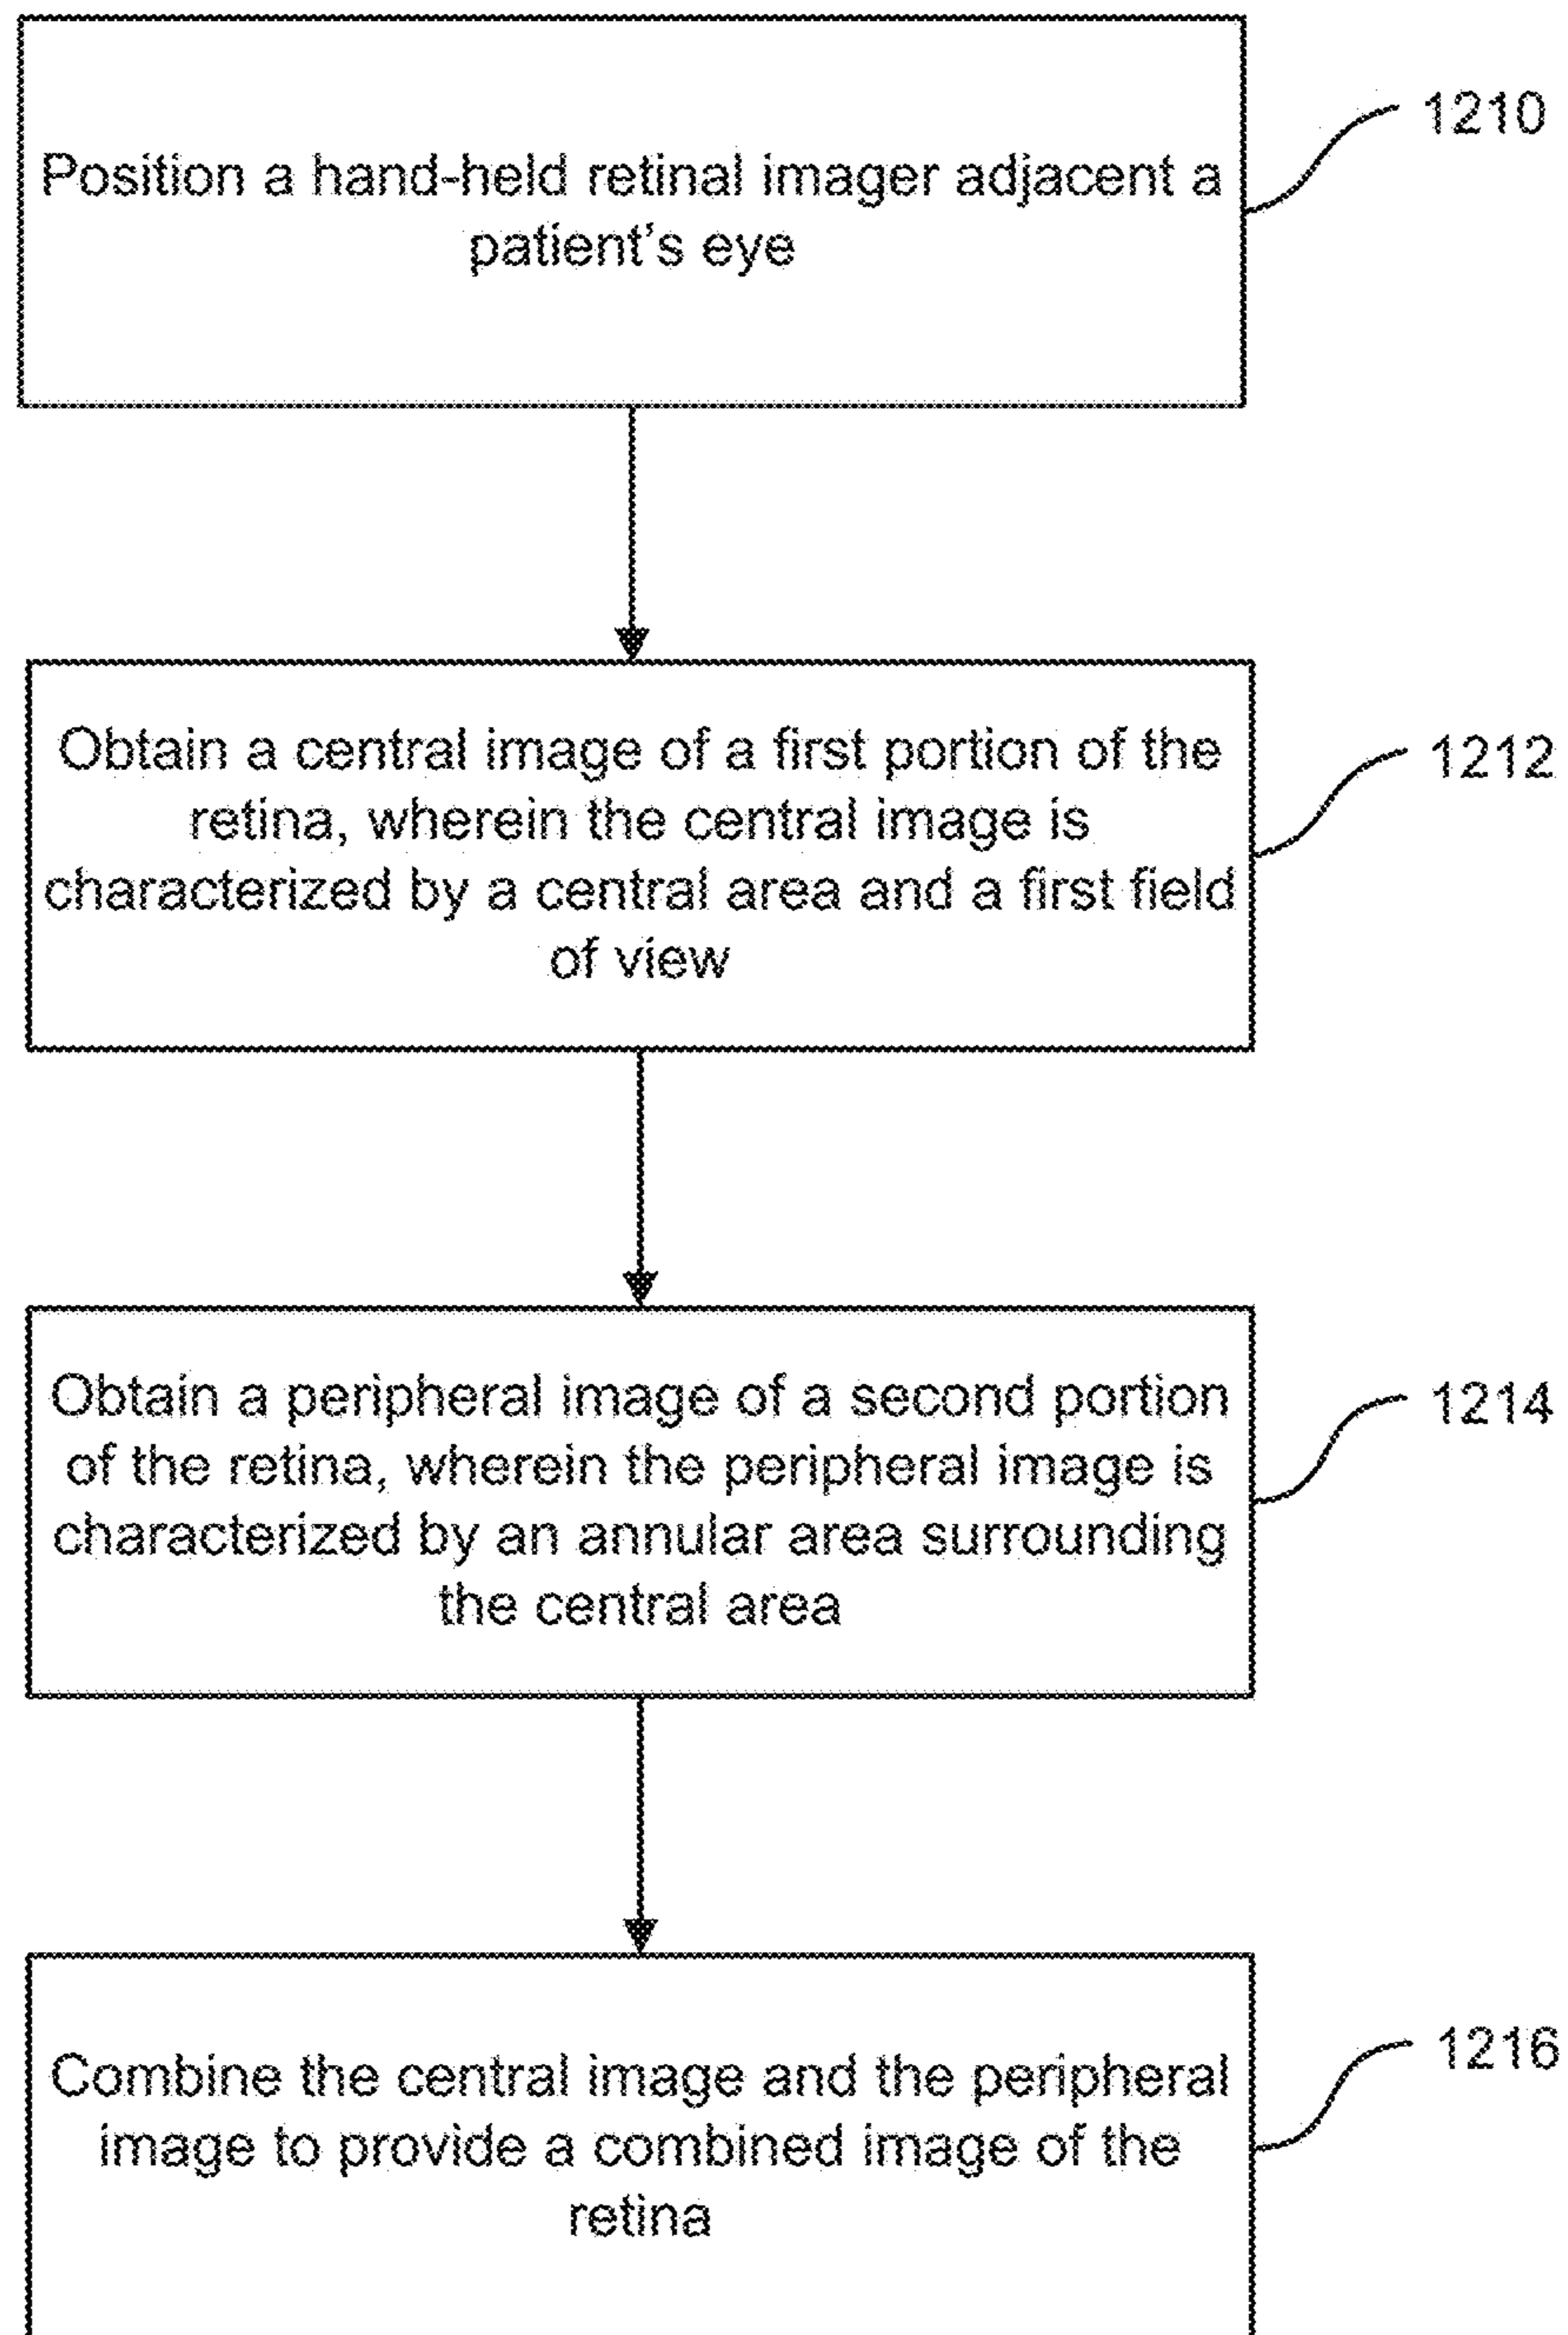 1210
Position a hand-held retinal imager adjacent a
patient's eye
1212
Obtain a central image of a first portion of the
retina, wherein the central image is
characterized by a central area and a first field
of view
1214
Obtain a peripheral image of a second portion
of the retina, wherein the peripheral image is
characterized by an annular area surrounding
the central area
1216
Combine the central image and the peripheral
image to provide a combined image of the
retina